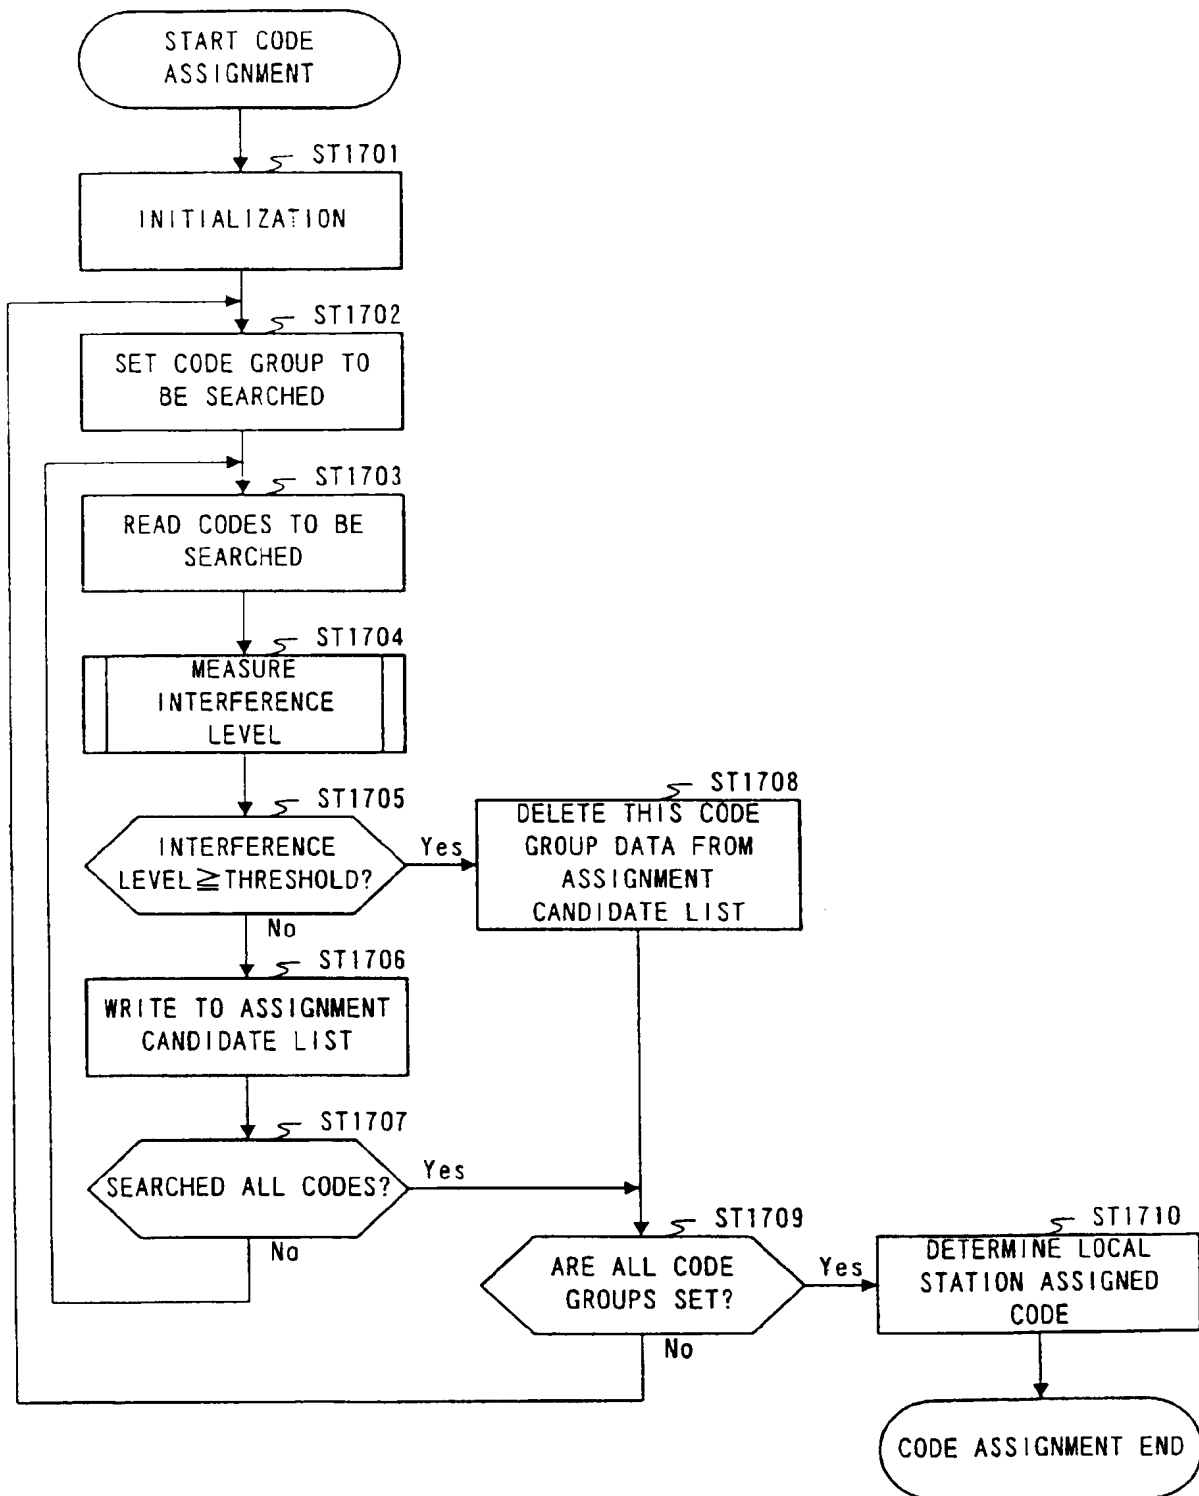 START CODE
ASSIGNMENT
ST1701
INITIALIZATION
ST1702
SET CODE GROUP TO
BE SEARCHED
ST1703
READ CODES TO BE
SEARCHED
ST1704
MEASURE
INTERFERENCE
LEVEL
ST1705
INTERFERENCE
LEVEL≧THRESHOLD?
Yes
No
ST1708
DELETE THIS CODE
GROUP DATA FROM
ASSIGNMENT
CANDIDATE LIST
ST1706
WRITE TO ASSIGNMENT
CANDIDATE LIST
ST1707
SEARCHED ALL CODES?
Yes
No
ST1709
ARE ALL CODE
GROUPS SET?
Yes
No
ST1710
DETERMINE LOCAL
STATION ASSIGNED
CODE
CODE ASSIGNMENT END